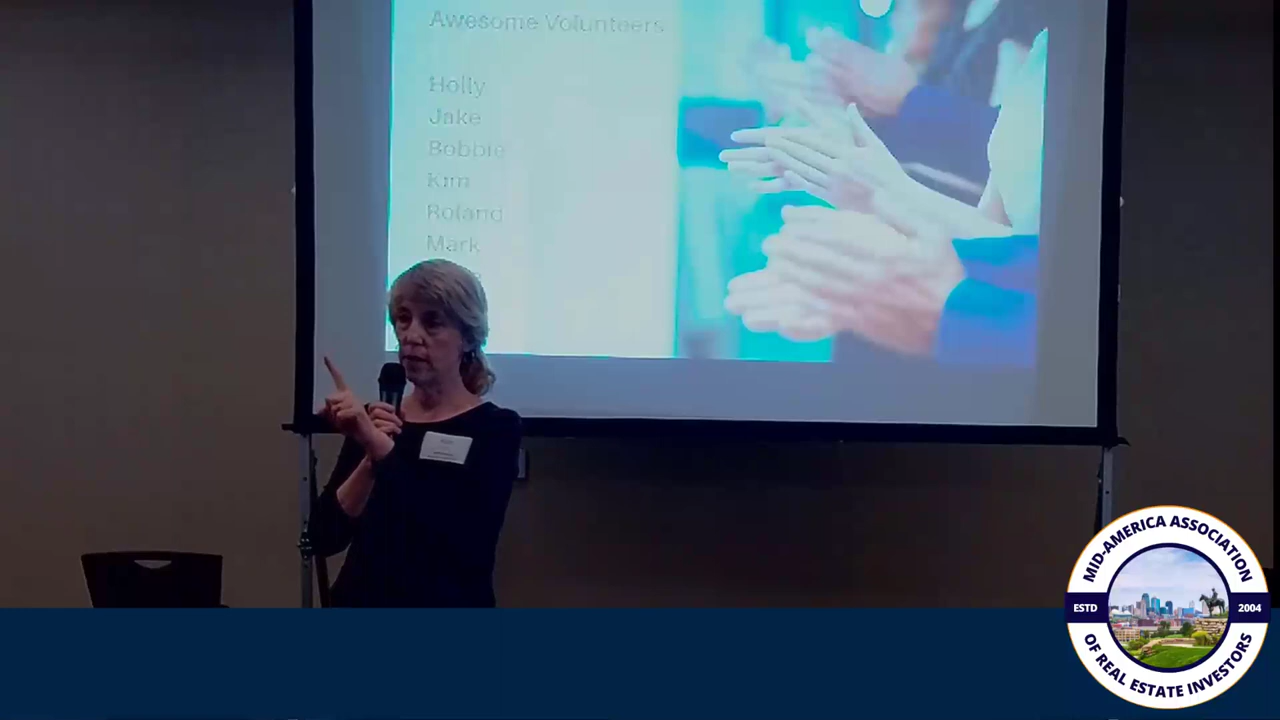 Awesome Volunteers
Holly
Jake
Bobbie
Kim
Roland
Mark
MID-AMERICA ASSOCIATION
ESTD
2004
OF REAL ESTATE INVESTORS